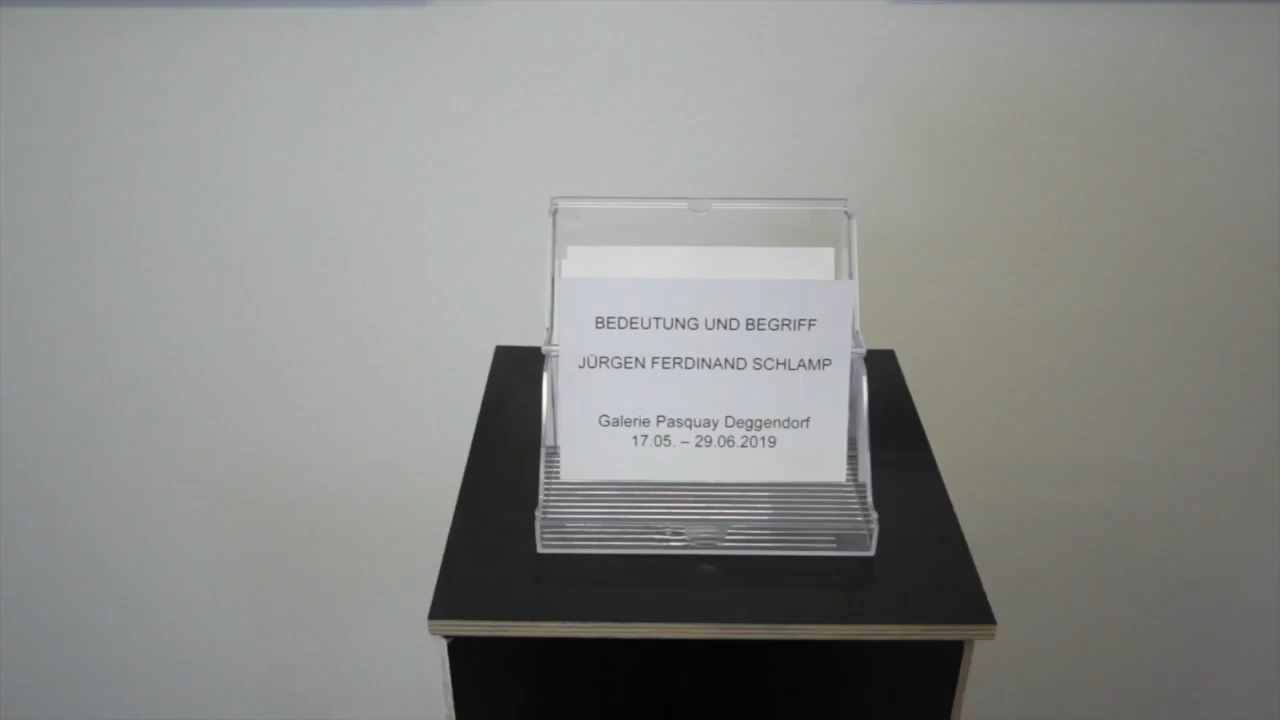 BEDEUTUNG UND BEGRIFF
JÜRGEN FERDINAND SCHLAMP
Galerie Pasquay Deggendorf
17.05. – 29.06.2019